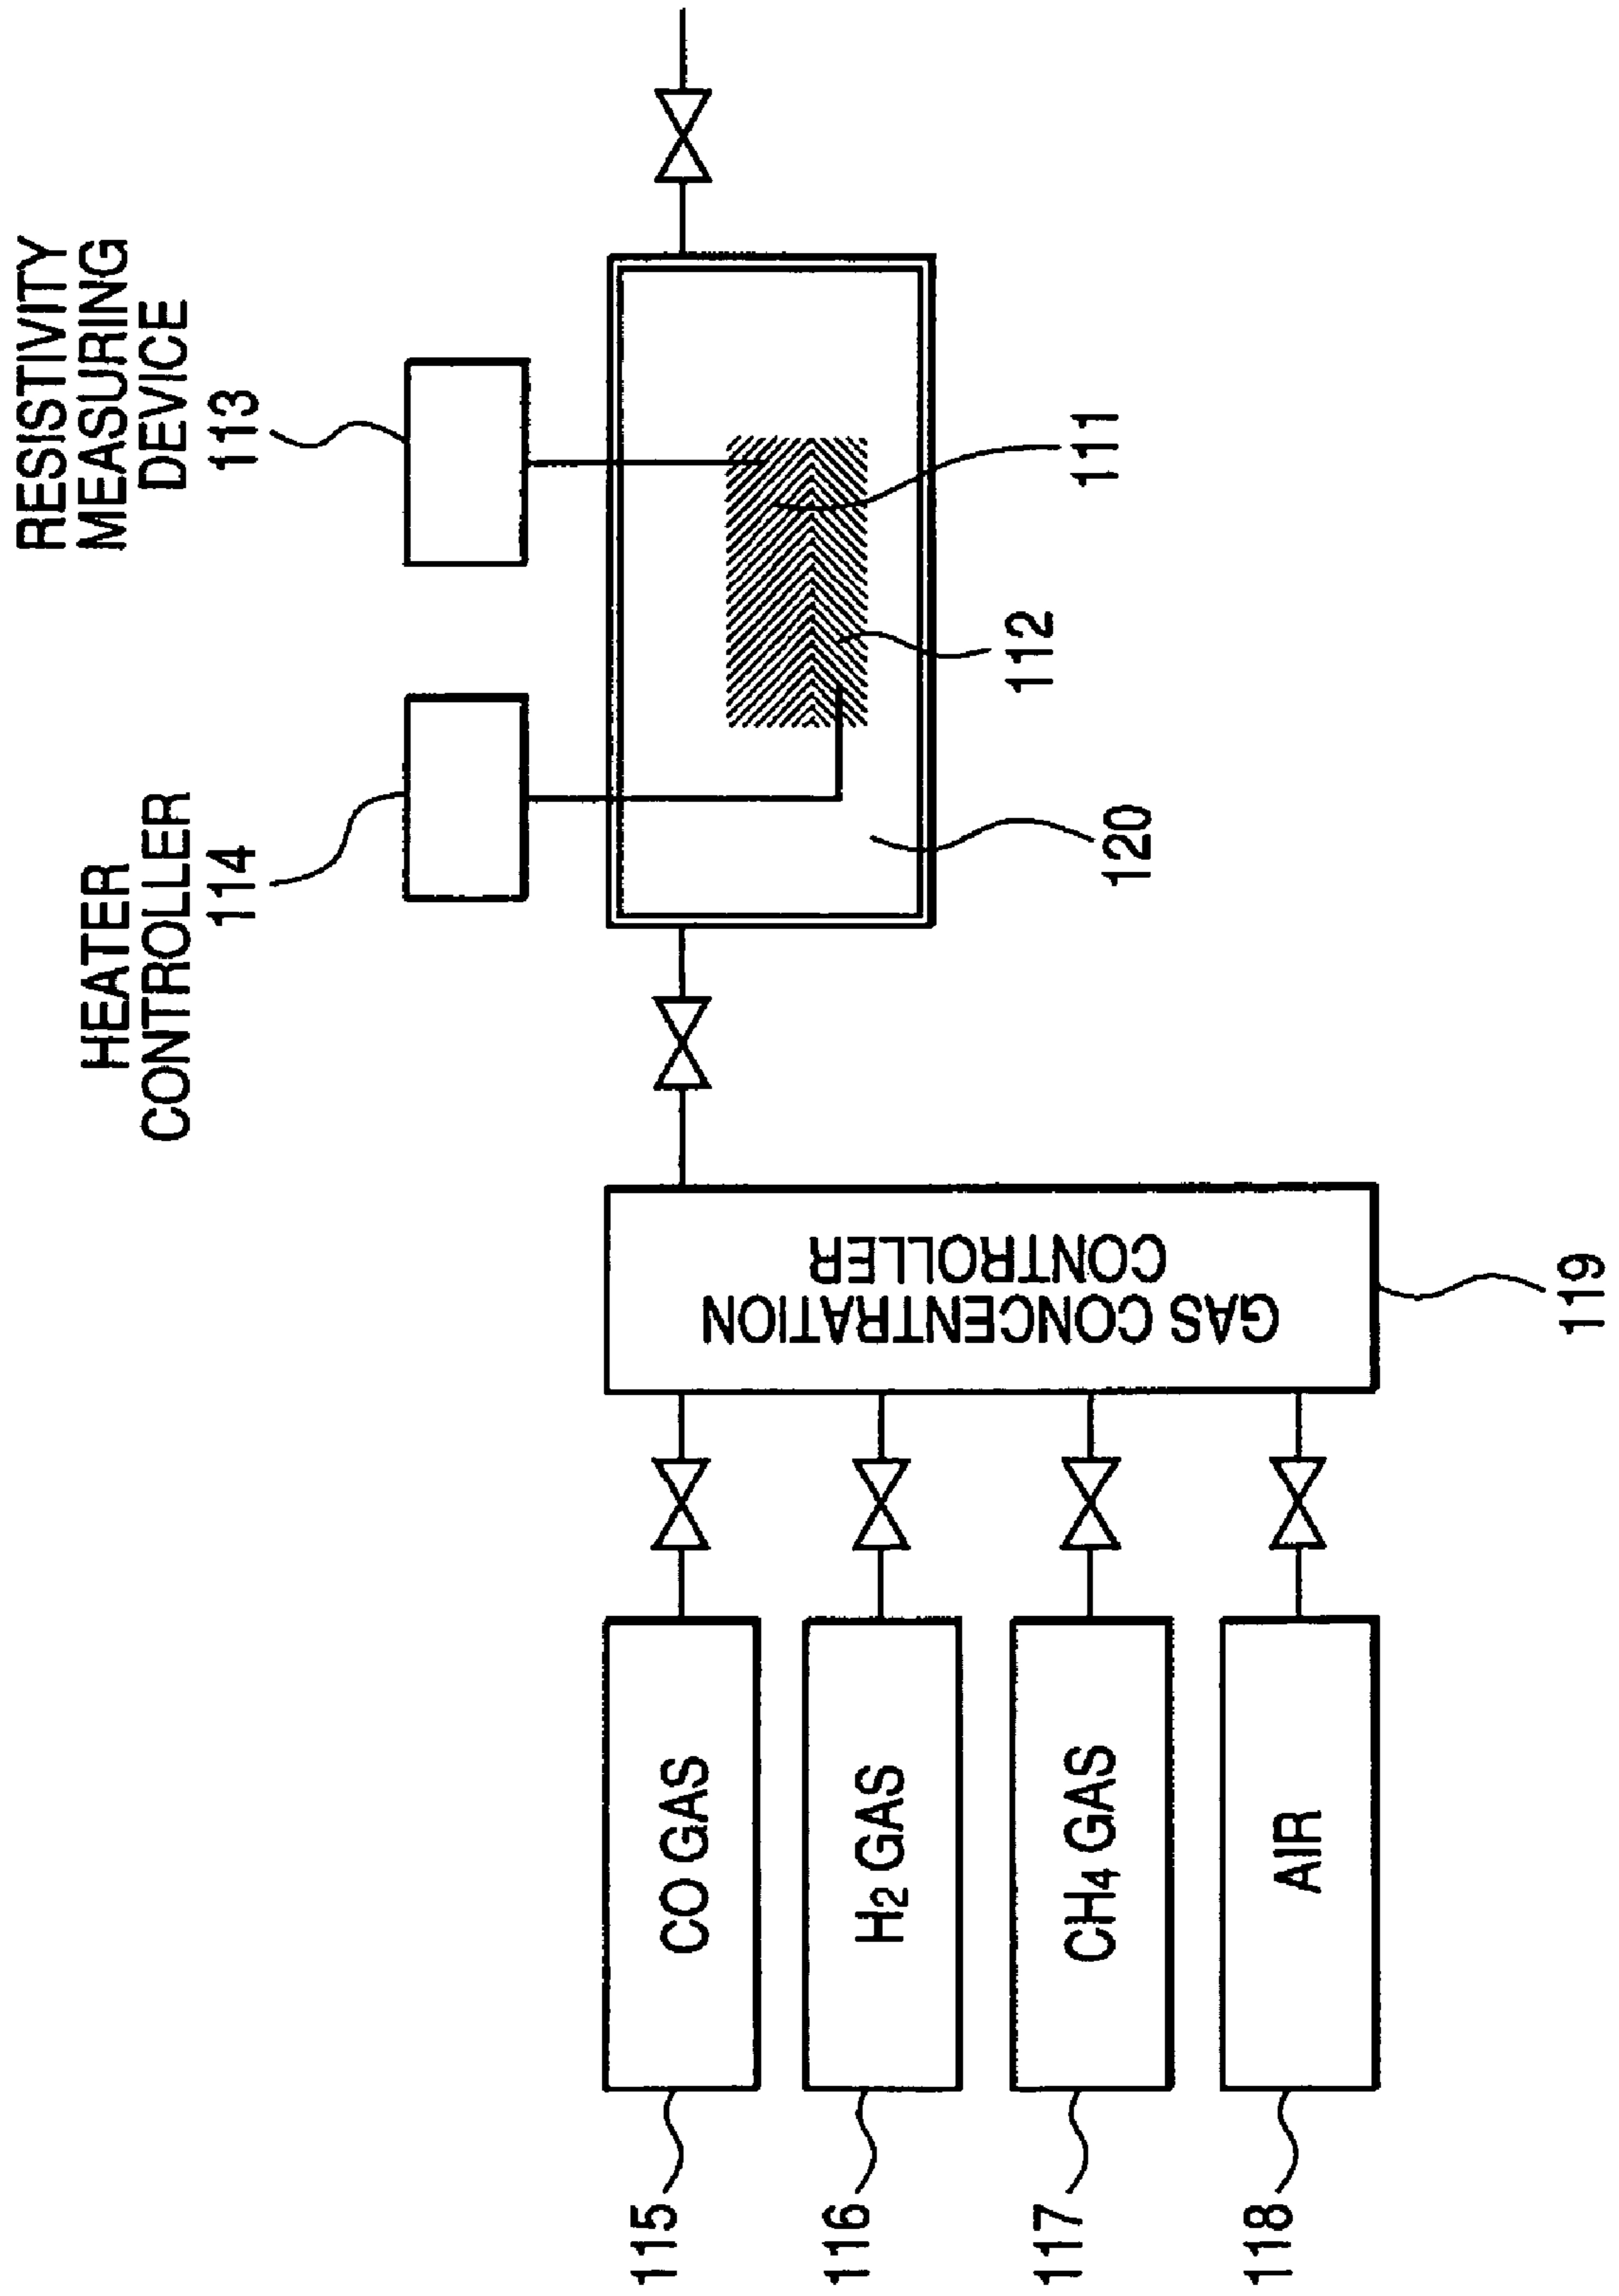 RESISTIVITY
MEASURING
DEVICE
113
HEATER
CONTROLLER
114
111
112
120
GAS CONCENTRATION
CONTROLLER
119
115
CO GAS
116
H2 GAS
117
CH4 GAS
118
AIR